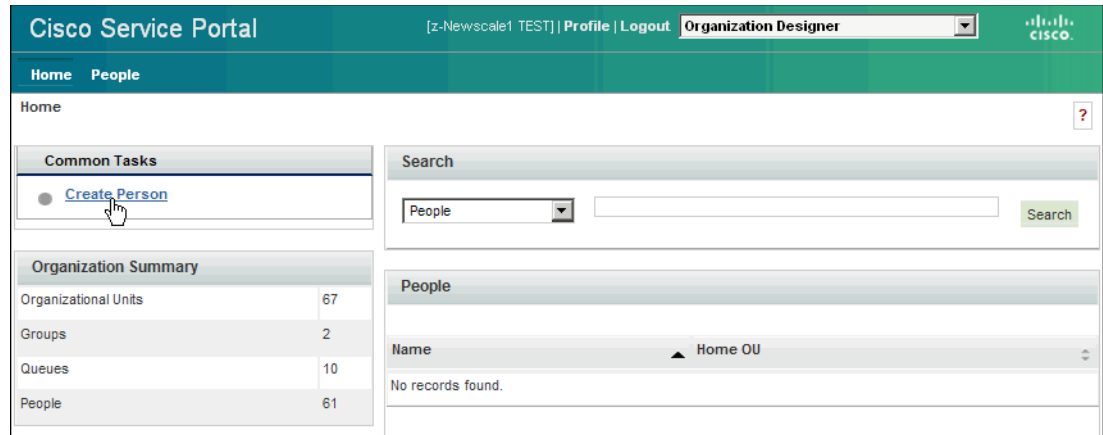 Cisco Service Portal
[z-Newscale1 TEST] | Profile | Logout Organization Designer
CISCO.
Home People
Home
?
Common Tasks
Create Person
Search
People
Search
Organization Summary
Organizational Units 67
Groups 2
Queues 10
People 61
People
Name Home OU
No records found.